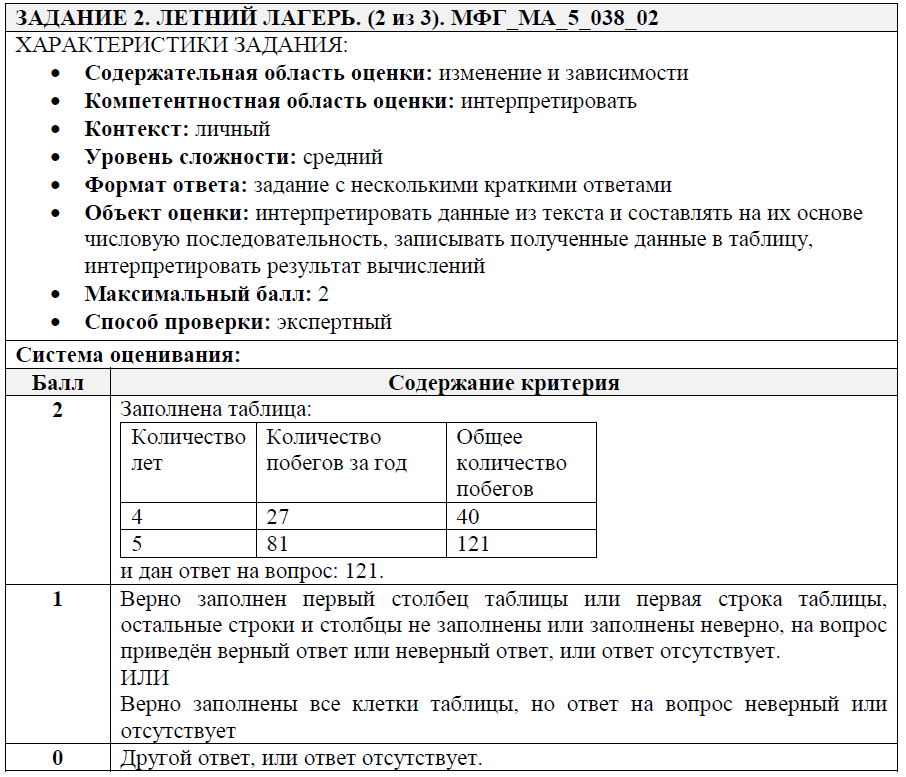 ЗАДАНИЕ 2. ЛЕТНИЙ ЛАГЕРЬ. (2 из 3). МФГ_МА_5_038_02
ХАРАКТЕРИСТИКИ ЗАДАНИЯ:
• Содержательная область оценки: изменение и зависимости
• Компетентностная область оценки: интерпретировать
• Контекст: личный
• Уровень сложности: средний
• Формат ответа: задание с несколькими краткими ответами
• Объект оценки: интерпретировать данные из текста и составлять на их основе
числовую последовательность, записывать полученные данные в таблицу,
интерпретировать результат вычислений
• Максимальный балл: 2
• Способ проверки: экспертный
Система оценивания:
Балл Содержание критерия
2 Заполнена таблица:
Количество Количество Общее
лет побегов за год количество
побегов
4 27 40
5 81 121
и дан ответ на вопрос: 121.
1 Верно заполнен первый столбец таблицы или первая строка таблицы,
остальные строки и столбцы не заполнены или заполнены неверно, на вопрос
приведён верный ответ или неверный ответ, или ответ отсутствует.
ИЛИ
Верно заполнены все клетки таблицы, но ответ на вопрос неверный или
отсутствует
0 Другой ответ, или ответ отсутствует.